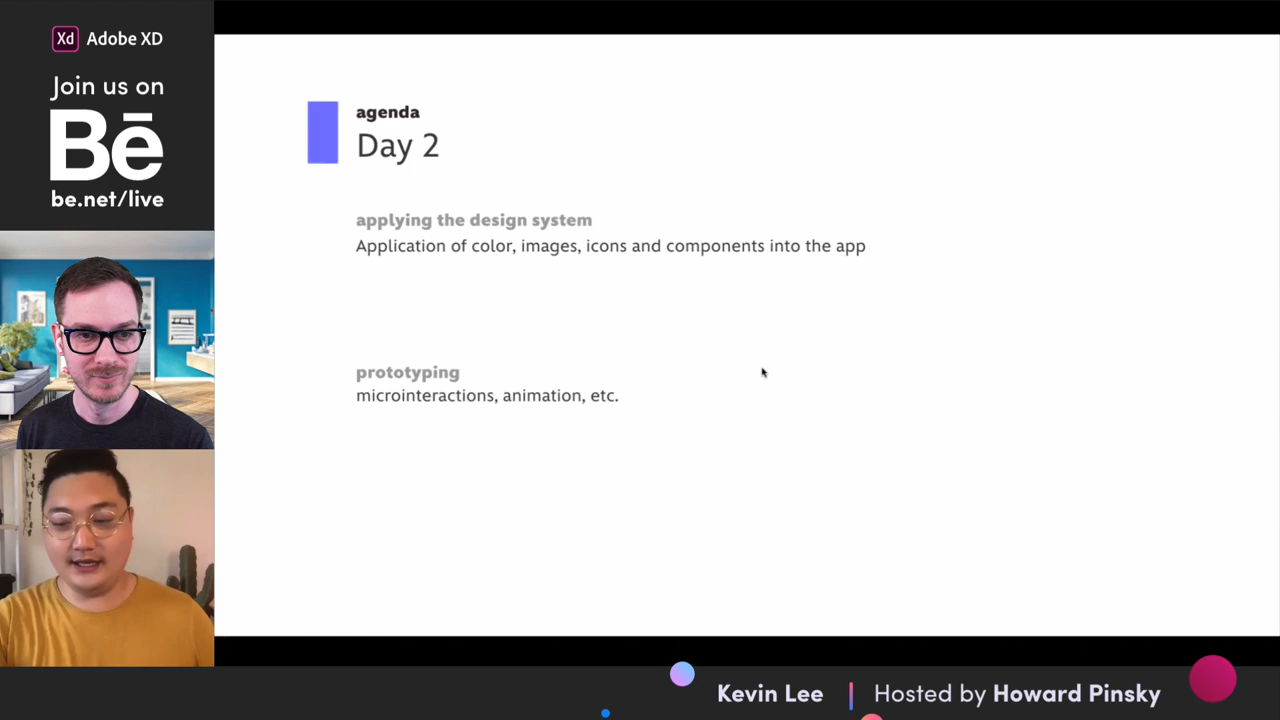 Xd Adobe XD
Join us on
Bē
be.net/live
agenda
Day 2
applying the design system
Application of color, images, icons and components into the app
prototyping
microinteractions, animation, etc.
Kevin Lee | Hosted by Howard Pinsky